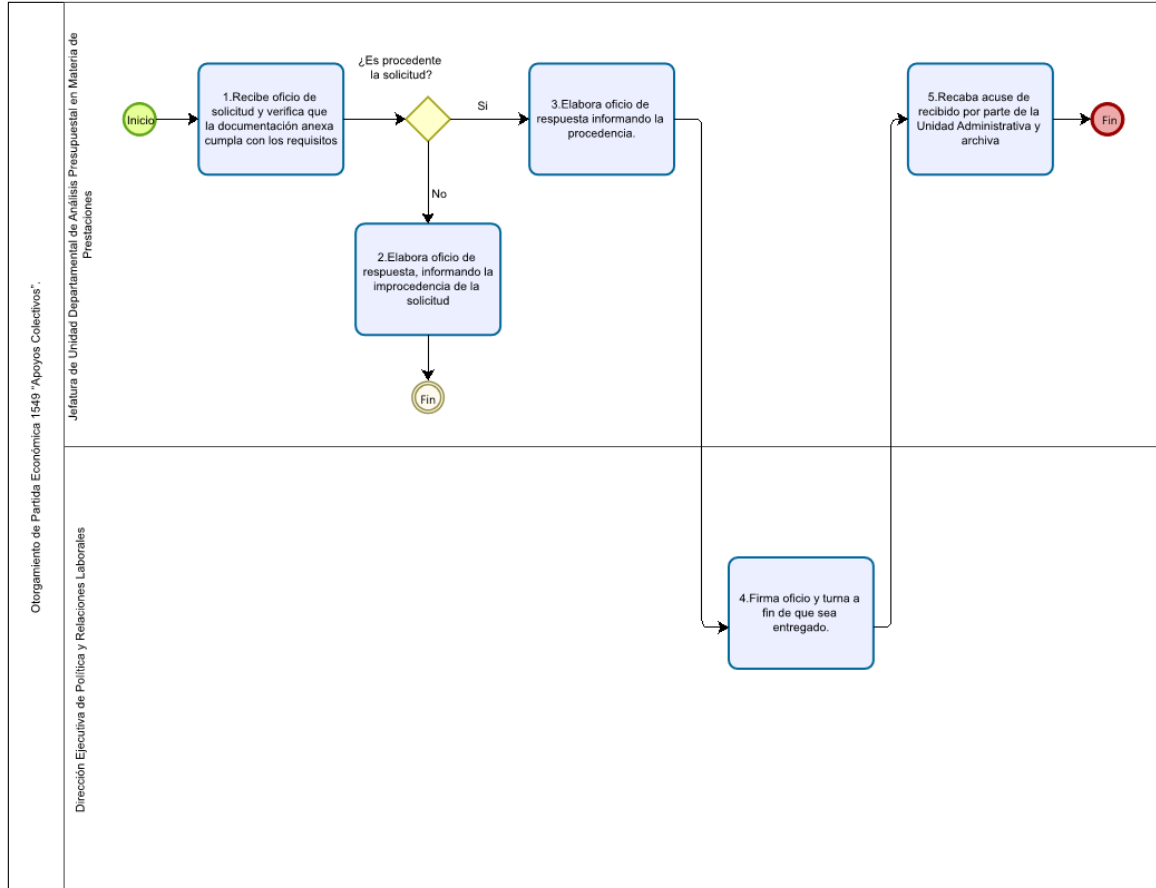 Otorgamiento de Partida Económica 1549 "Apoyos Colectivos".
Jefatura de Unidad Departamental de Análisis Presupuestal en Materia de
Prestaciones
Inicio
1.Recibe oficio de
solicitud y verifica que
la documentación anexa
cumpla con los requisitos
¿Es procedente
la solicitud?
Si
3.Elabora oficio de
respuesta informando la
procedencia.
5.Recaba acuse de
recibido por parte de la
Unidad Administrativa y
archiva
Fin
No
2.Elabora oficio de
respuesta, informando la
improcedencia de la
solicitud
Fin
Dirección Ejecutiva de Política y Relaciones Laborales
4.Firma oficio y turna a
fin de que sea
entregado.